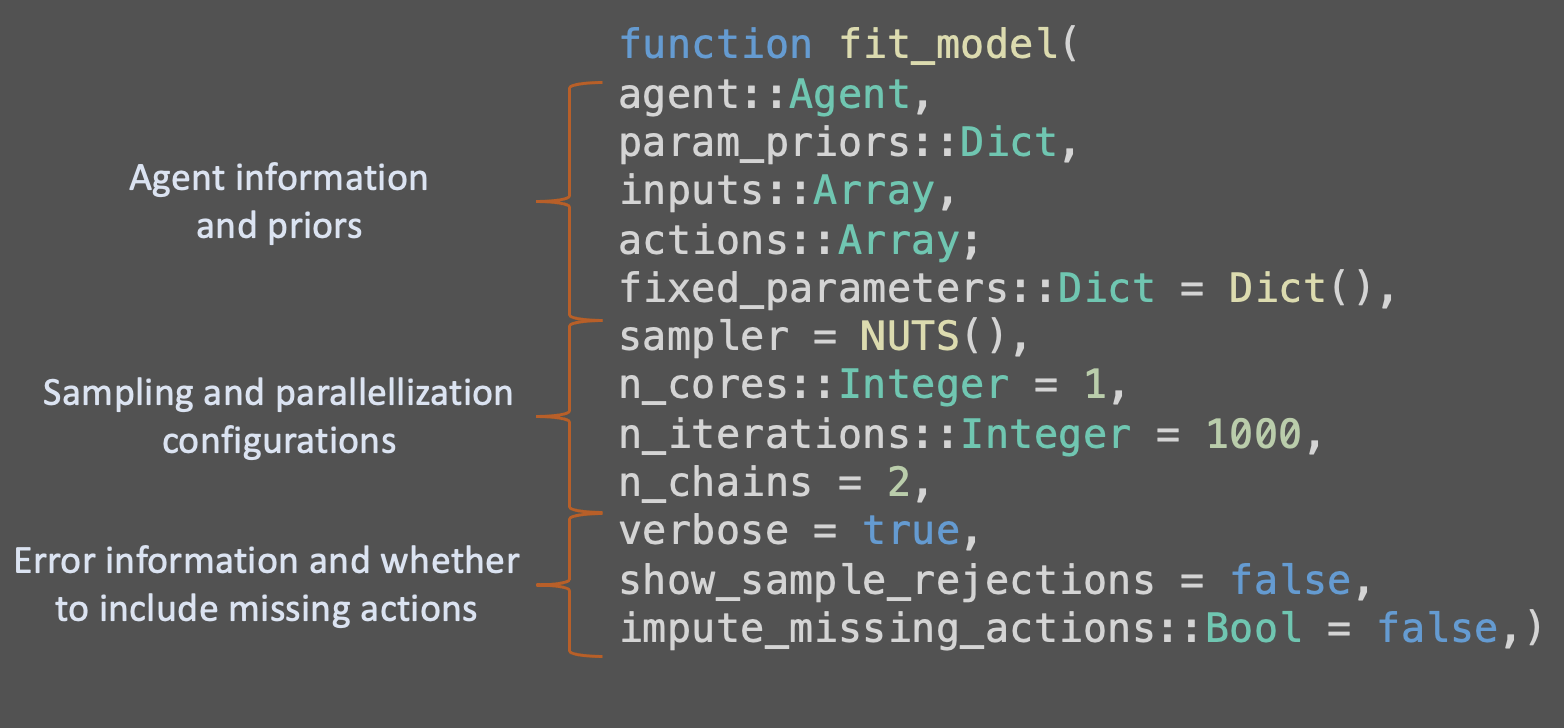 function fit_model(
agent::Agent,
param_priors::Dict,
inputs::Array,
actions::Array;
fixed_parameters::Dict = Dict(),
sampler = NUTS(),
n_cores::Integer = 1,
n_iterations::Integer = 1000,
n_chains = 2,
verbose = true,
show_sample_rejections = false,
impute_missing_actions::Bool = false,)
Agent information
and priors
Sampling and parallellization
configurations
Error information and whether
to include missing actions